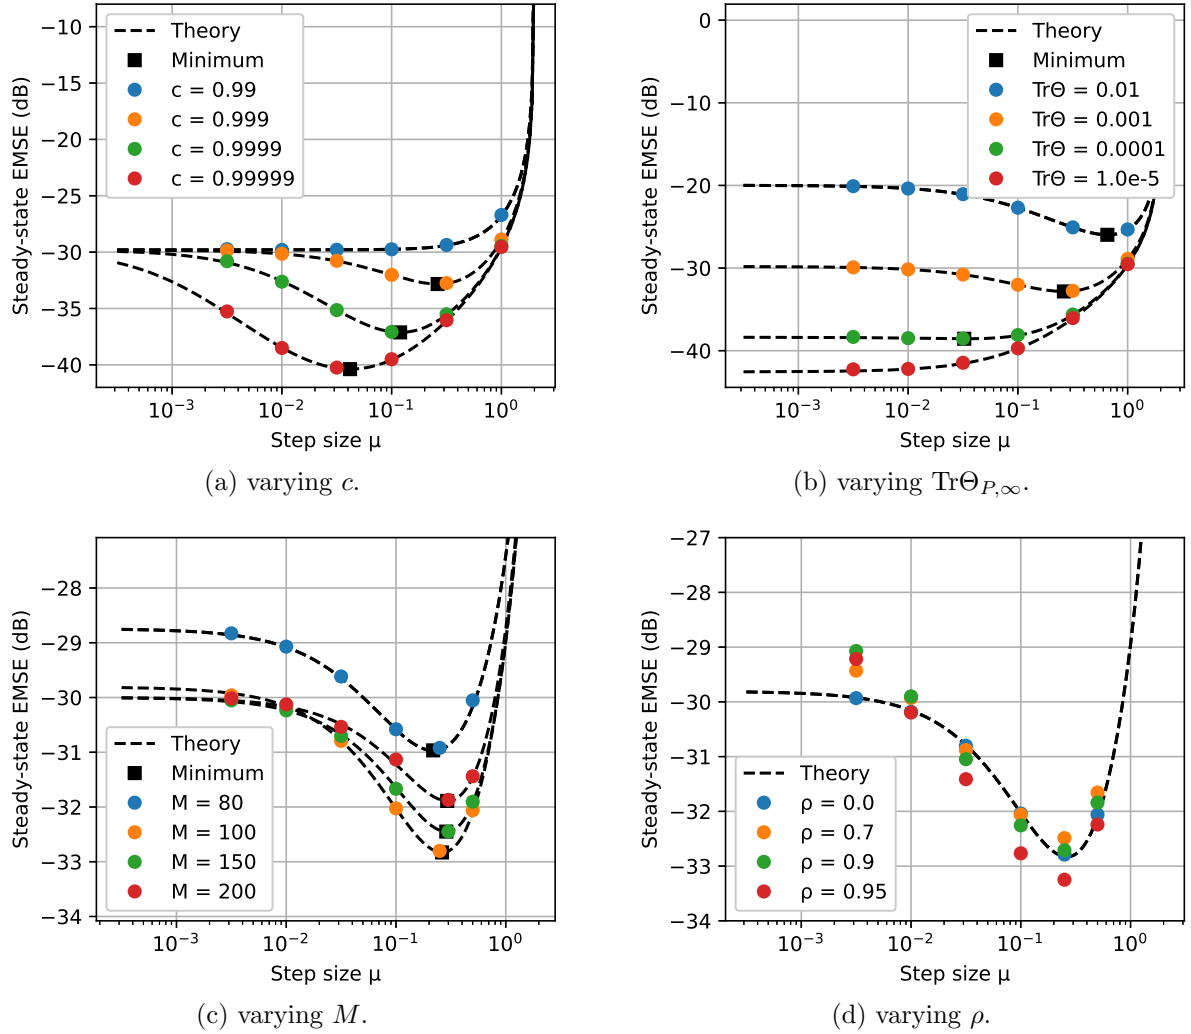 −10
−15
−20
−25
−30
−35
−40
Steady-state EMSE (dB)
Theory
Minimum
c = 0.99
c = 0.999
c = 0.9999
c = 0.99999
10⁻³ 10⁻² 10⁻¹ 10⁰
Step size μ
(a) varying c.
0
−10
−20
−30
−40
Steady-state EMSE (dB)
Theory
Minimum
TrΘ = 0.01
TrΘ = 0.001
TrΘ = 0.0001
TrΘ = 1.0e-5
10⁻³ 10⁻² 10⁻¹ 10⁰
Step size μ
(b) varying TrΘ_{P,∞}.
−28
−29
−30
−31
−32
−33
−34
Steady-state EMSE (dB)
Theory
Minimum
M = 80
M = 100
M = 150
M = 200
10⁻³ 10⁻² 10⁻¹ 10⁰
Step size μ
(c) varying M.
−27
−28
−29
−30
−31
−32
−33
−34
Steady-state EMSE (dB)
Theory
ρ = 0.0
ρ = 0.7
ρ = 0.9
ρ = 0.95
10⁻³ 10⁻² 10⁻¹ 10⁰
Step size μ
(d) varying ρ.